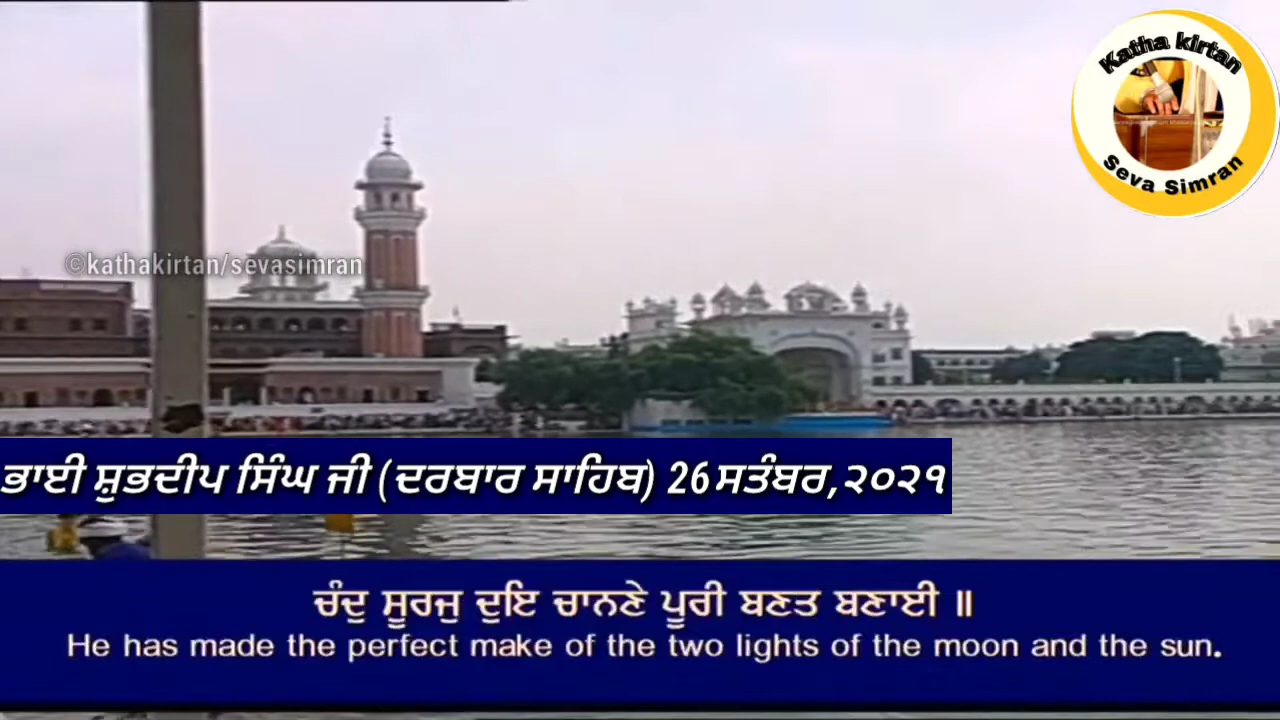 Katha kirtan
Seva Simran
©kathakirtan/sevasimran
ਭਾਈ ਸ਼ੁਭਦੀਪ ਸਿੰਘ ਜੀ (ਦਰਬਾਰ ਸਾਹਿਬ) 26 ਸਤੰਬਰ,੨੦੨੧
ਚੰਦੁ ਸੂਰਜੁ ਦੁਇ ਚਾਨਣੇ ਪੂਰੀ ਬਣਤ ਬਣਾਈ ॥
He has made the perfect make of the two lights of the moon and the sun.